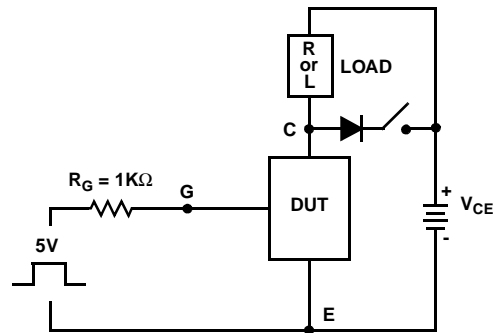 R
or
L
LOAD
C
R_G = 1KΩ
G
DUT
+
V_CE
-
5V
E